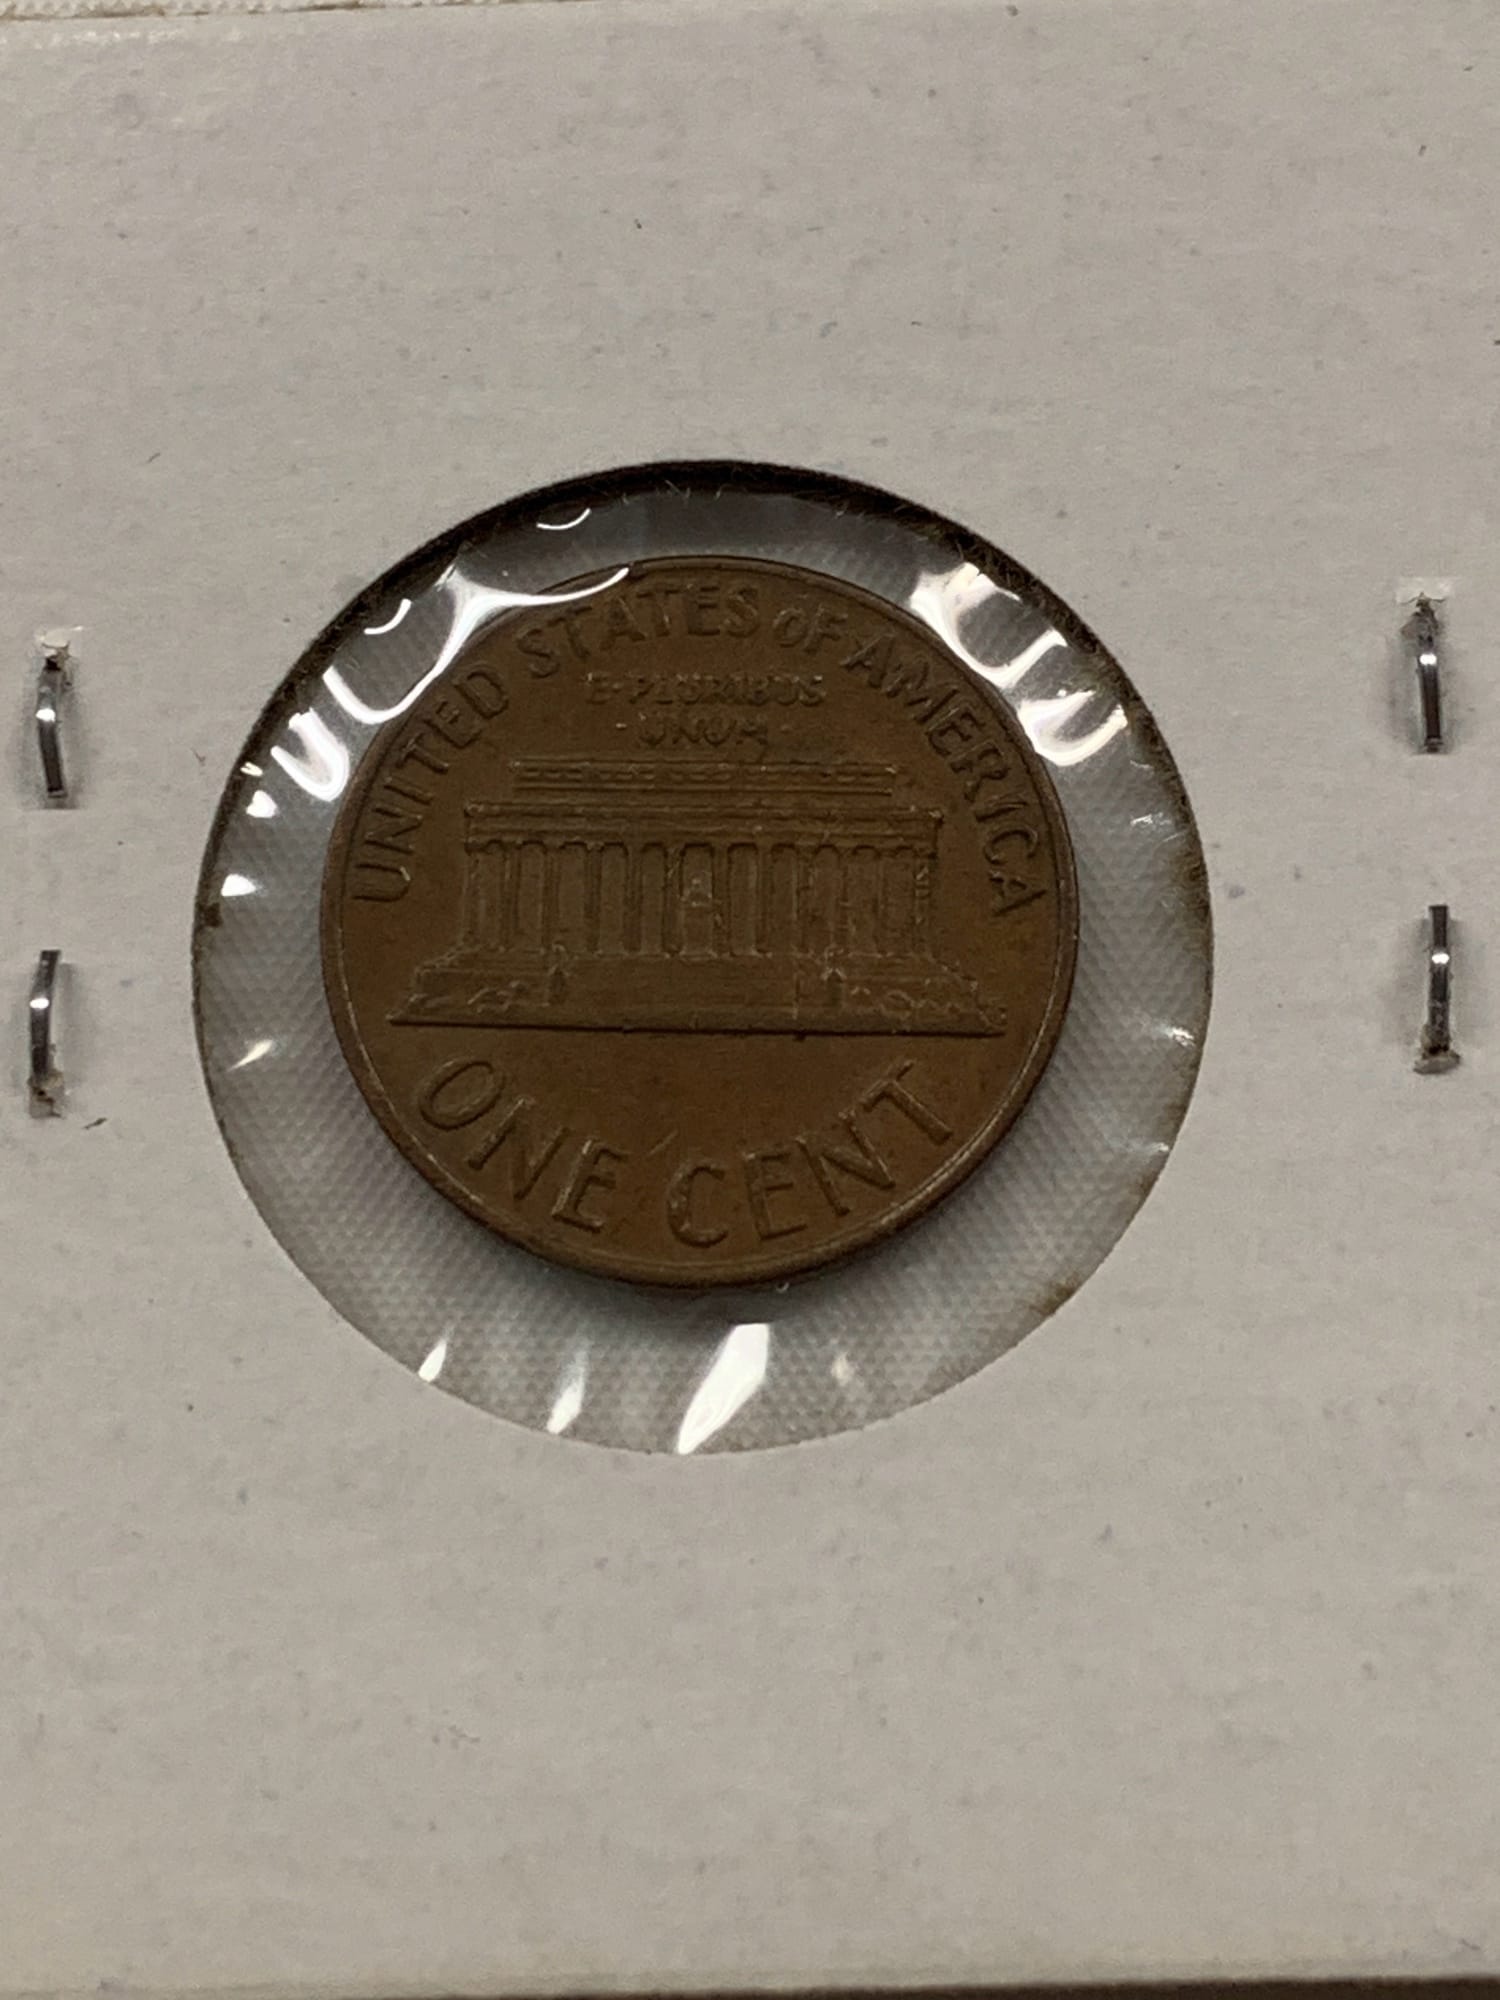 UNITED STATES OF AMERICA
E·PLURIBUS
·UNUM·
ONE CENT